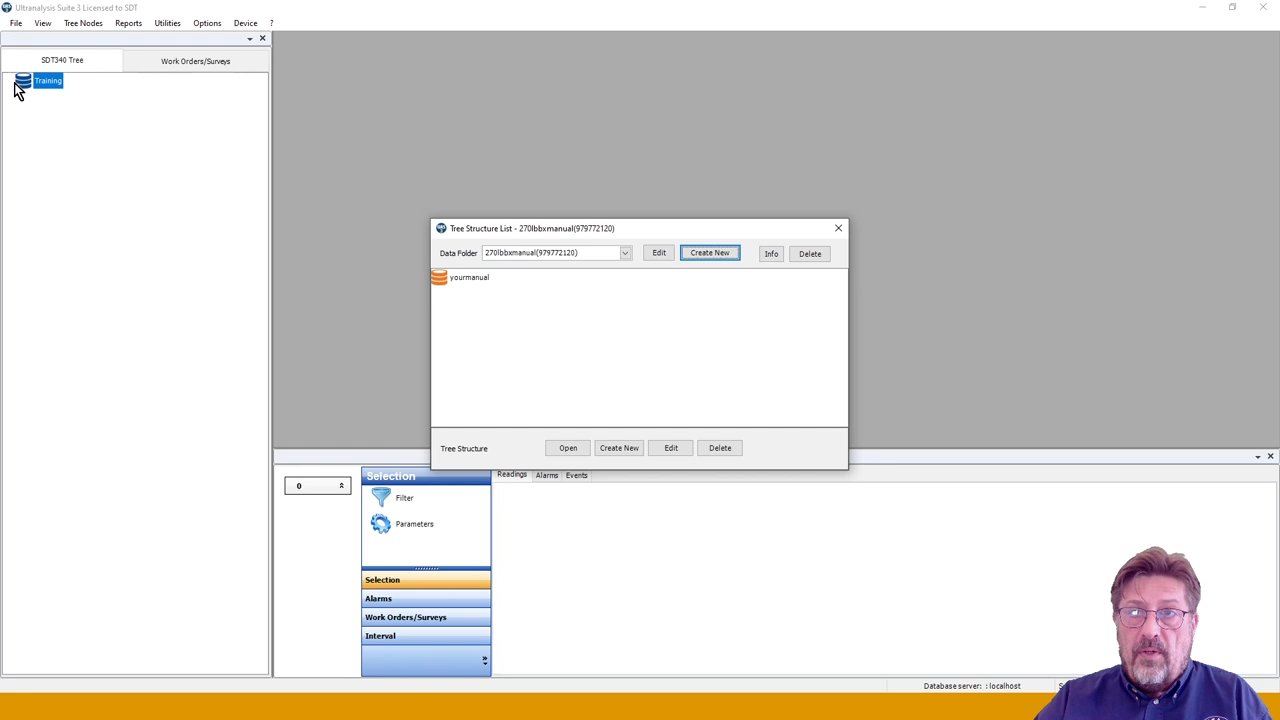 Ultranalysis Suite 3 Licensed to SDT
File View Tree Nodes Reports Utilities Options Device ?
SDT340 Tree Work Orders/Surveys
Training
Tree Structure List - 270lbbxmanual(979772120)
Data Folder 270lbbxmanual(979772120) Edit Create New Info Delete
yourmanual
Tree Structure Open Create New Edit Delete
0
Selection
Filter
Parameters
Selection
Alarms
Work Orders/Surveys
Interval
Readings Alarms Events
Database server: : localhost